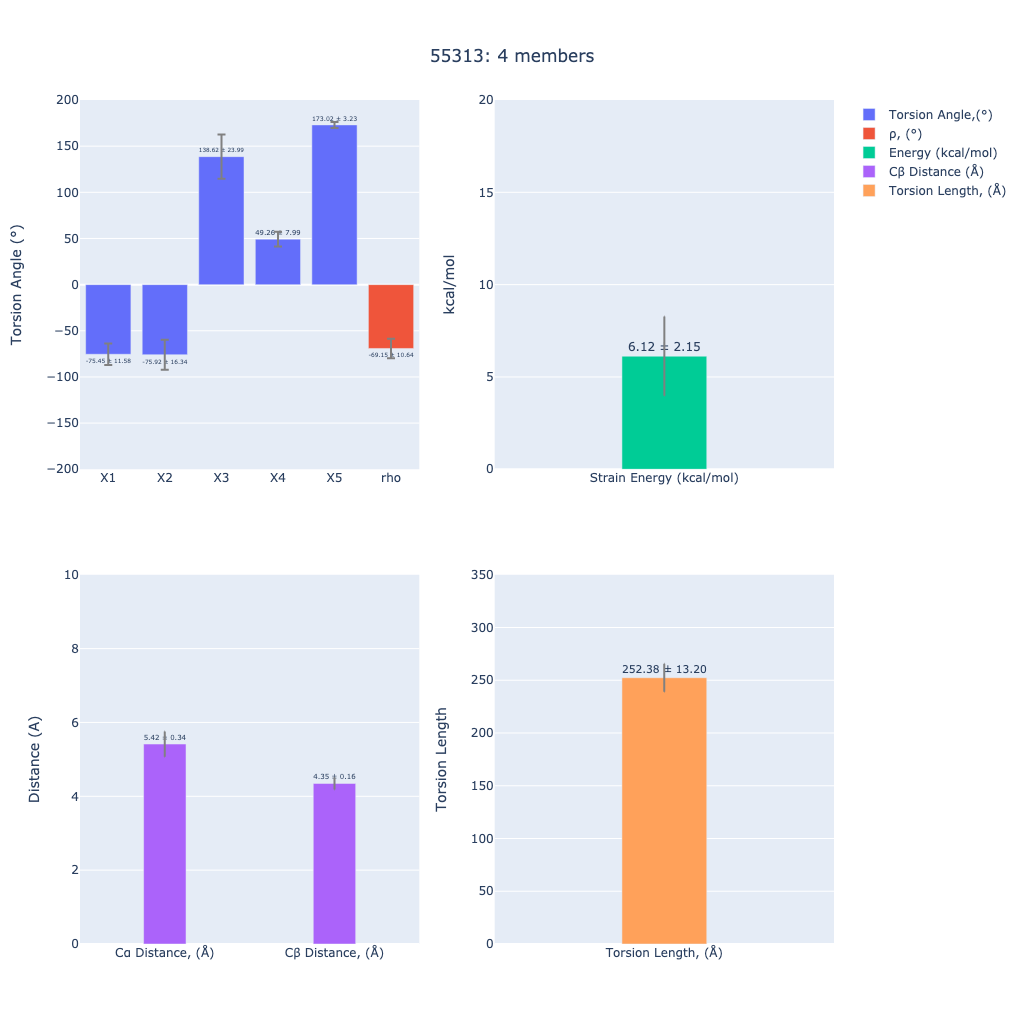 55313: 4 members
Torsion Angle (°)
200
150
100
50
0
−50
−100
−150
−200
-75.45 ± 11.58
-75.92 ± 16.34
138.62 ± 23.99
49.26 ± 7.99
173.02 ± 3.23
-69.15 ± 10.64
X1 X2 X3 X4 X5 rho
kcal/mol
20
15
10
5
0
6.12 ± 2.15
Strain Energy (kcal/mol)
Torsion Angle,(°)
ρ, (°)
Energy (kcal/mol)
Cβ Distance (Å)
Torsion Length, (Å)
Distance (A)
10
8
6
4
2
0
5.42 ± 0.34
4.35 ± 0.16
Cα Distance, (Å) Cβ Distance, (Å)
Torsion Length
350
300
250
200
150
100
50
0
252.38 ± 13.20
Torsion Length, (Å)